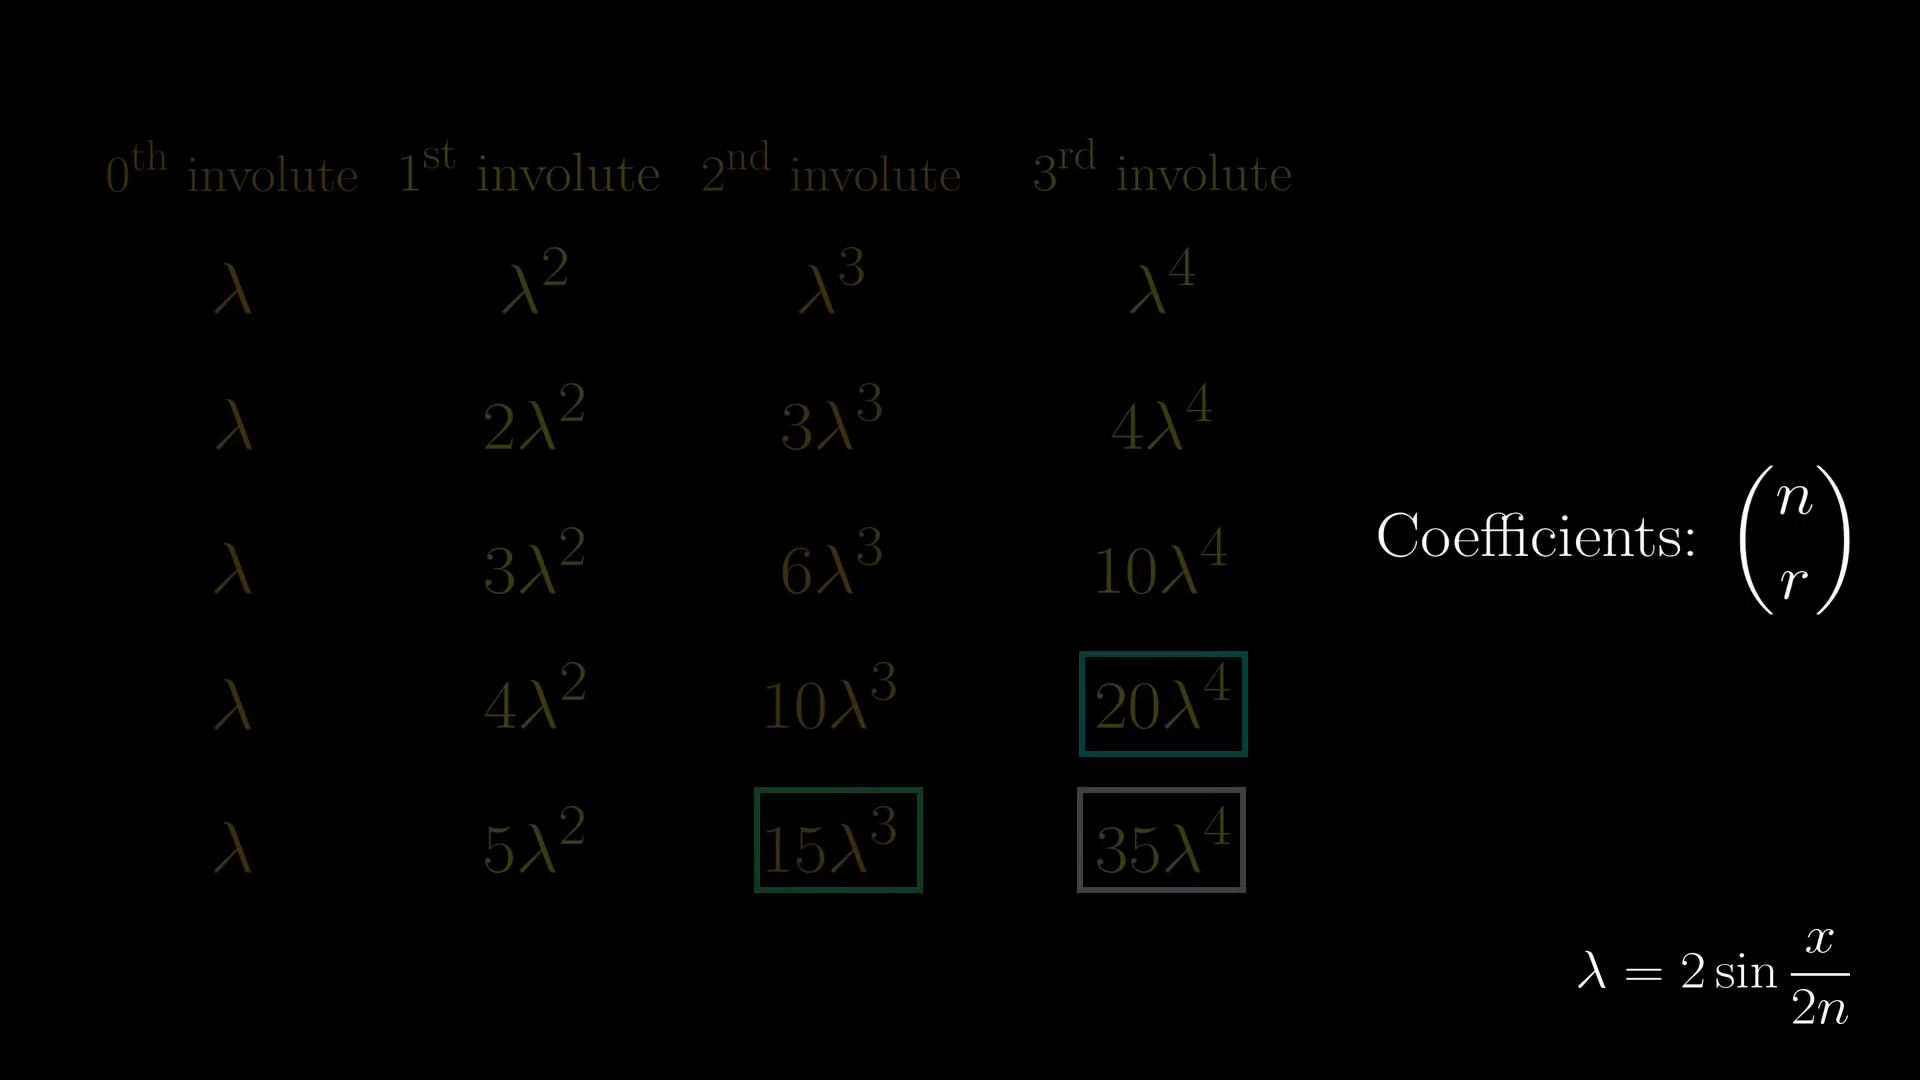 0th involute 1st involute 2nd involute 3rd involute
λ λ² λ³ λ⁴
λ 2λ² 3λ³ 4λ⁴
λ 3λ² 6λ³ 10λ⁴
Coefficients: (n r)
λ 4λ² 10λ³ 20λ⁴
λ 5λ² 15λ³ 35λ⁴
λ = 2 sin x/2n